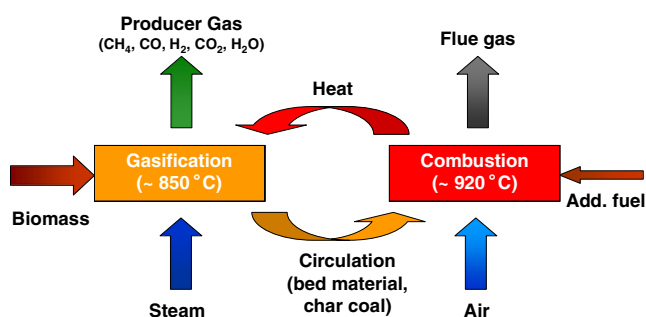 Producer Gas
(CH₄, CO, H₂, CO₂, H₂O)
Flue gas
Heat
Gasification
(~ 850 °C)
Combustion
(~ 920 °C)
Biomass
Add. fuel
Circulation
(bed material,
char coal)
Steam
Air